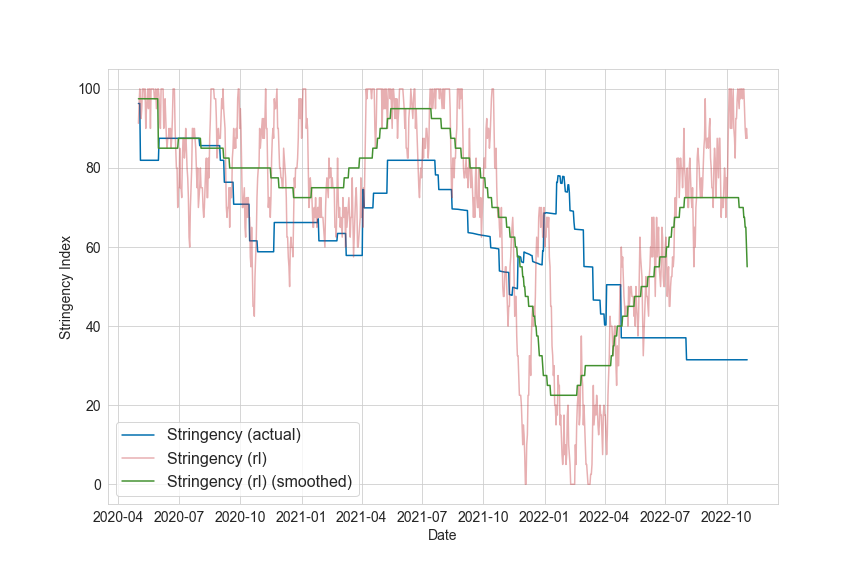 100
80
60
40
20
0
Stringency Index
Stringency (actual)
Stringency (rl)
Stringency (rl) (smoothed)
2020-04 2020-07 2020-10 2021-01 2021-04 2021-07 2021-10 2022-01 2022-04 2022-07 2022-10
Date